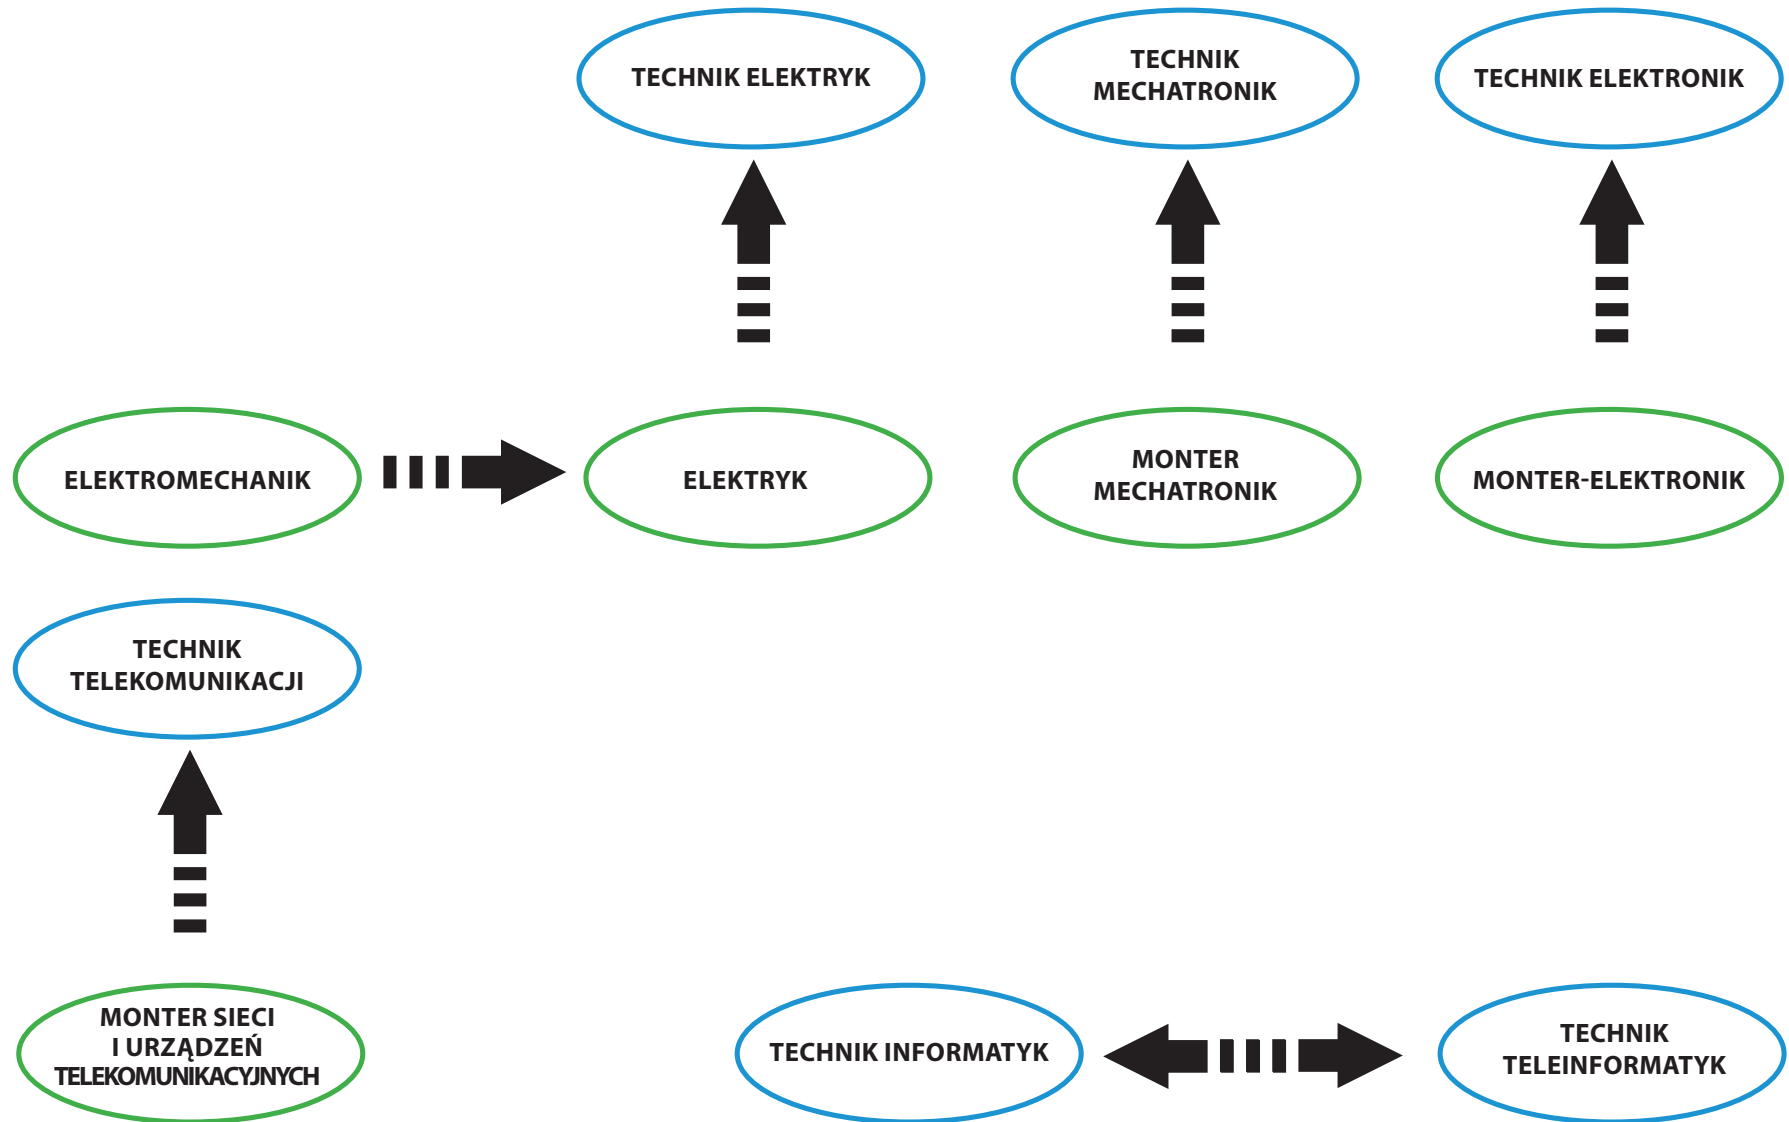 TECHNIK ELEKTRYK
TECHNIK
MECHATRONIK
TECHNIK ELEKTRONIK
ELEKTROMECHANIK
ELEKTRYK
MONTER
MECHATRONIK
MONTER-ELEKTRONIK
TECHNIK
TELEKOMUNIKACJI
MONTER SIECI
I URZĄDZEŃ
TELEKOMUNIKACYJNYCH
TECHNIK INFORMATYK
TECHNIK
TELEINFORMATYK